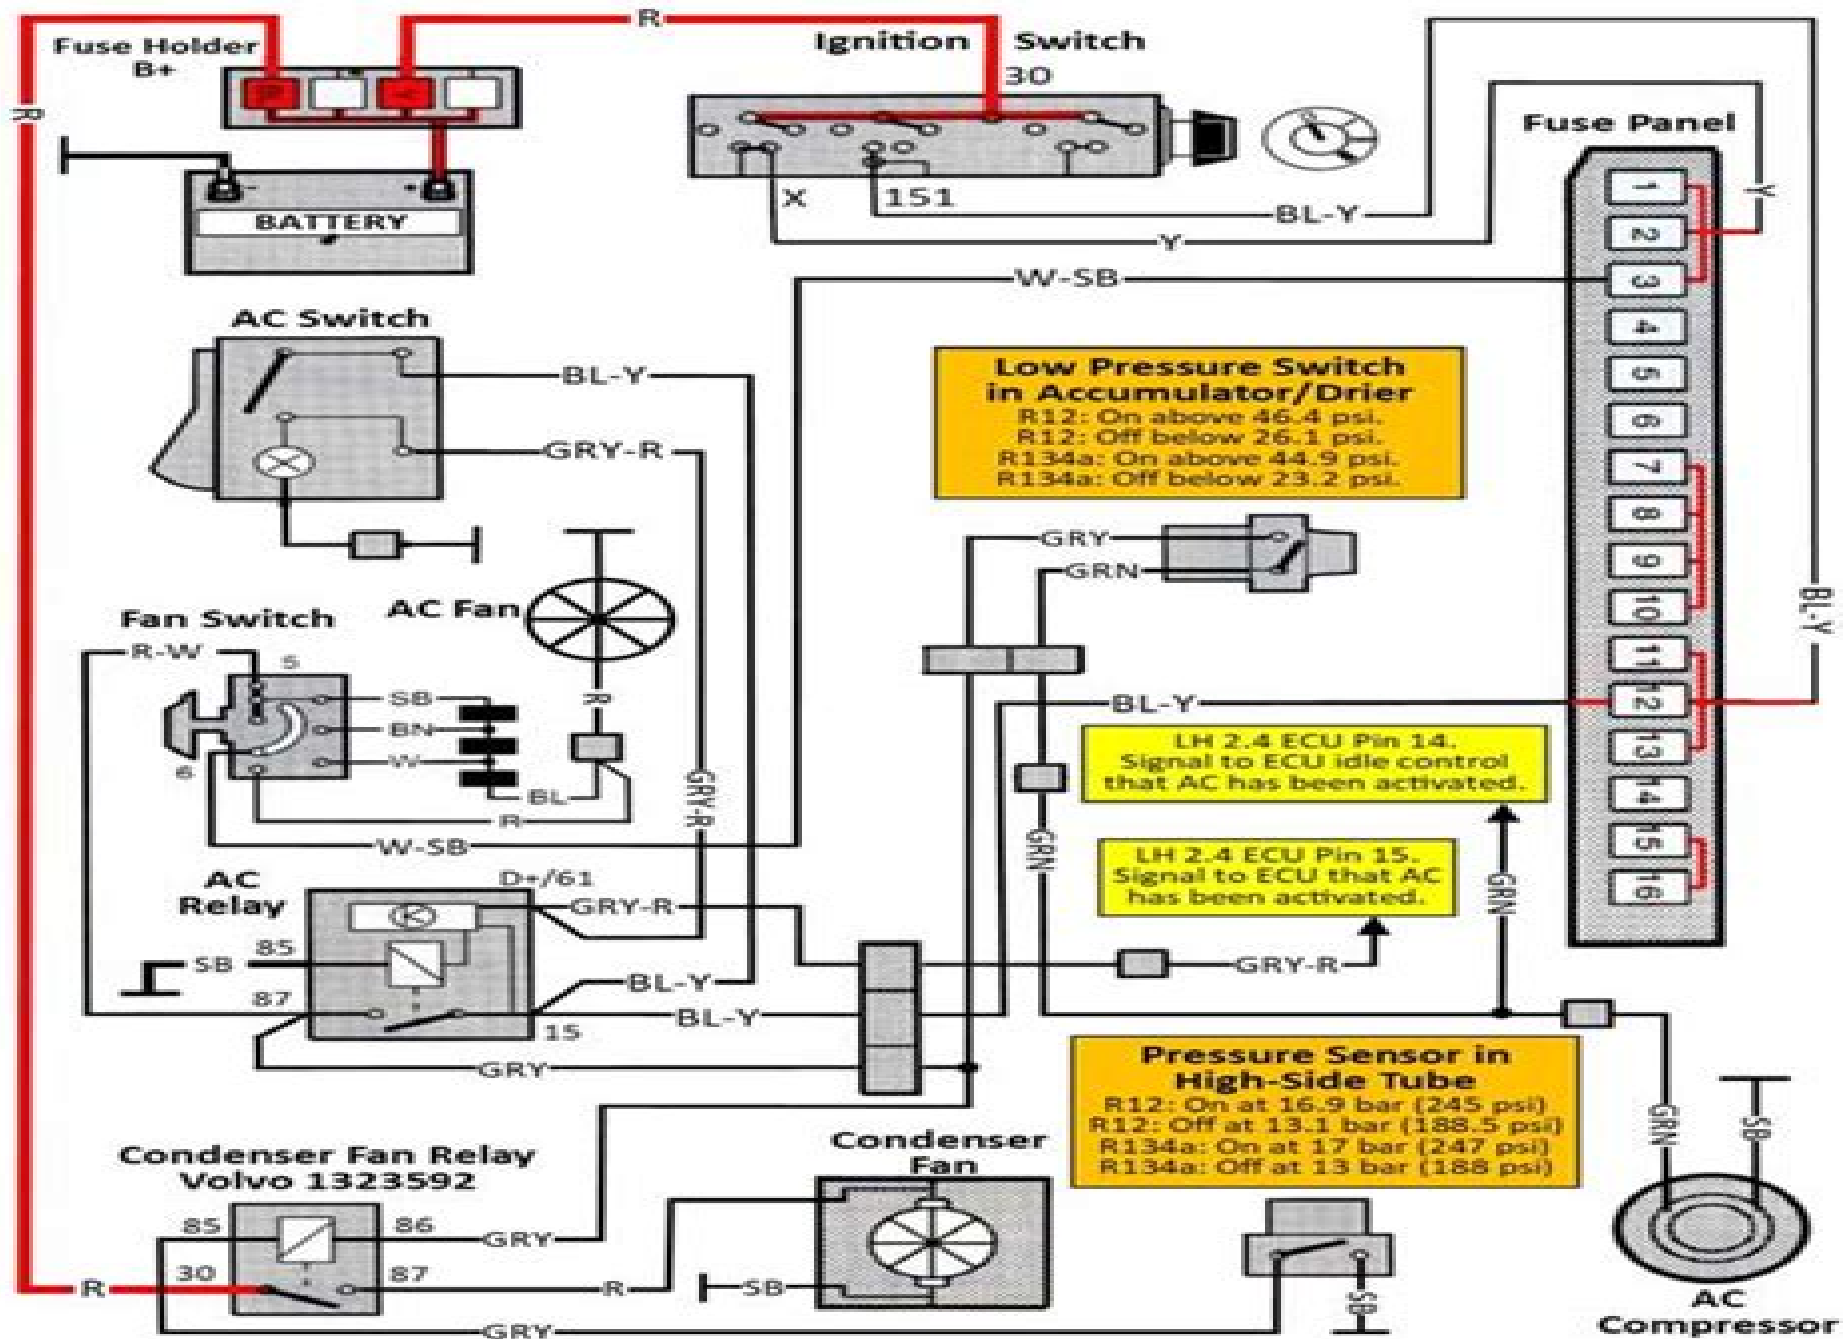 R
Fuse Holder
B+
Ignition Switch
30
R
BATTERY
-
+
X
151
BL-Y
Y
Y
W-SB
Fuse Panel
1
2
3
4
5
6
7
8
9
10
11
12
13
14
15
16
BL-Y
AC Switch
BL-Y
GRY-R
Low Pressure Switch
in Accumulator/Drier
R12: On above 46.4 psi.
R12: Off below 26.1 psi.
R134a: On above 44.9 psi.
R134a: Off below 23.2 psi.
GRY
GRN
Fan Switch
AC Fan
R-W
5
SB
BN
W
6
BL
R
R
W-SB
GRY-R
BL-Y
LH 2.4 ECU Pin 14.
Signal to ECU idle control
that AC has been activated.
GRN
LH 2.4 ECU Pin 15.
Signal to ECU that AC
has been activated.
GRN
AC
Relay
D+/61
GRY-R
K
85
SB
87
BL-Y
BL-Y
15
GRY
GRY-R
Pressure Sensor in
High-Side Tube
R12: On at 16.9 bar (245 psi)
R12: Off at 13.1 bar (188.5 psi)
R134a: On at 17 bar (247 psi)
R134a: Off at 13 bar (188 psi)
GRN
SB
Condenser Fan Relay
Volvo 1323592
Condenser
Fan
85
86
GRY
30
87
R
R
SB
SB
GRY
AC
Compressor